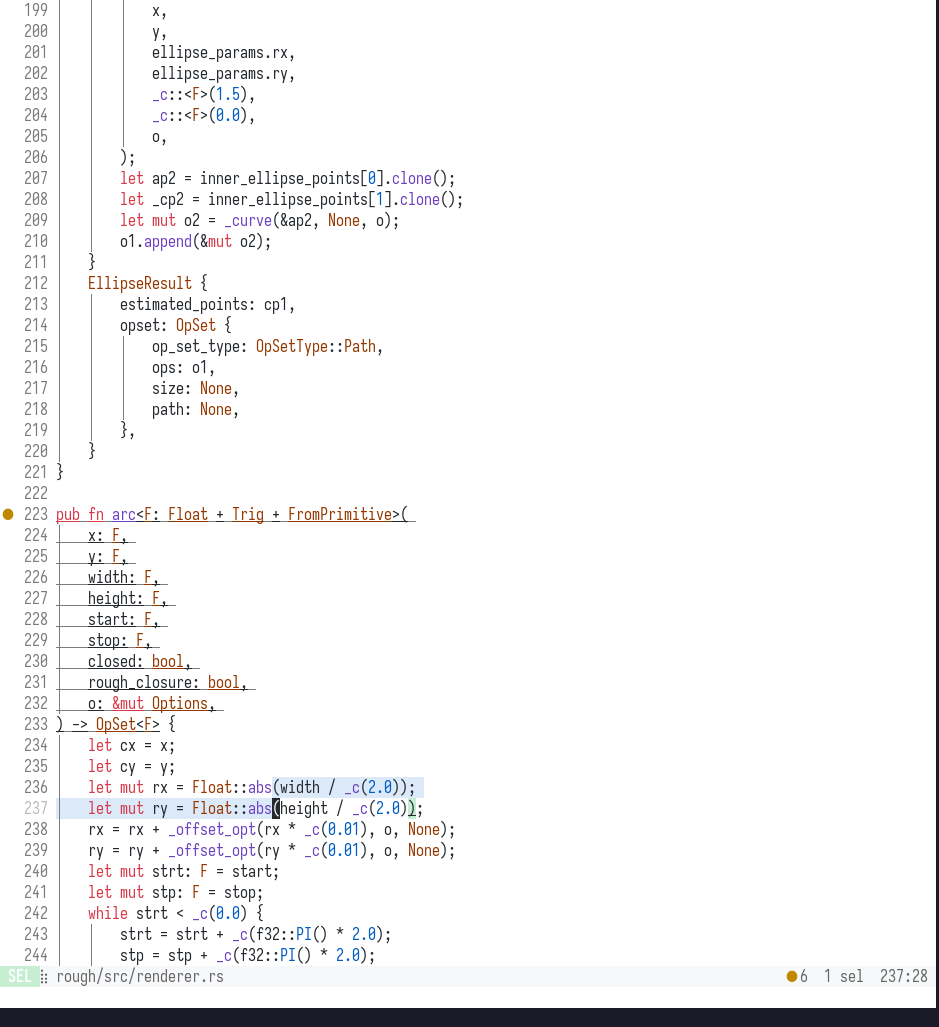 199 x,
200 y,
201 ellipse_params.rx,
202 ellipse_params.ry,
203 _c::<F>(1.5),
204 _c::<F>(0.0),
205 o,
206 );
207 let ap2 = inner_ellipse_points[0].clone();
208 let _cp2 = inner_ellipse_points[1].clone();
209 let mut o2 = _curve(&ap2, None, o);
210 o1.append(&mut o2);
211 }
212 EllipseResult {
213 estimated_points: cp1,
214 opset: OpSet {
215 op_set_type: OpSetType::Path,
216 ops: o1,
217 size: None,
218 path: None,
219 },
220 }
221 }
222
223 pub fn arc<F: Float + Trig + FromPrimitive>(
224 x: F,
225 y: F,
226 width: F,
227 height: F,
228 start: F,
229 stop: F,
230 closed: bool,
231 rough_closure: bool,
232 o: &mut Options,
233 ) -> OpSet<F> {
234 let cx = x;
235 let cy = y;
236 let mut rx = Float::abs(width / _c(2.0));
237 let mut ry = Float::abs(height / _c(2.0));
238 rx = rx + _offset_opt(rx * _c(0.01), o, None);
239 ry = ry + _offset_opt(ry * _c(0.01), o, None);
240 let mut strt: F = start;
241 let mut stp: F = stop;
242 while strt < _c(0.0) {
243 strt = strt + _c(f32::PI() * 2.0);
244 stp = stp + _c(f32::PI() * 2.0);
SEL rough/src/renderer.rs 6 1 sel 237:28